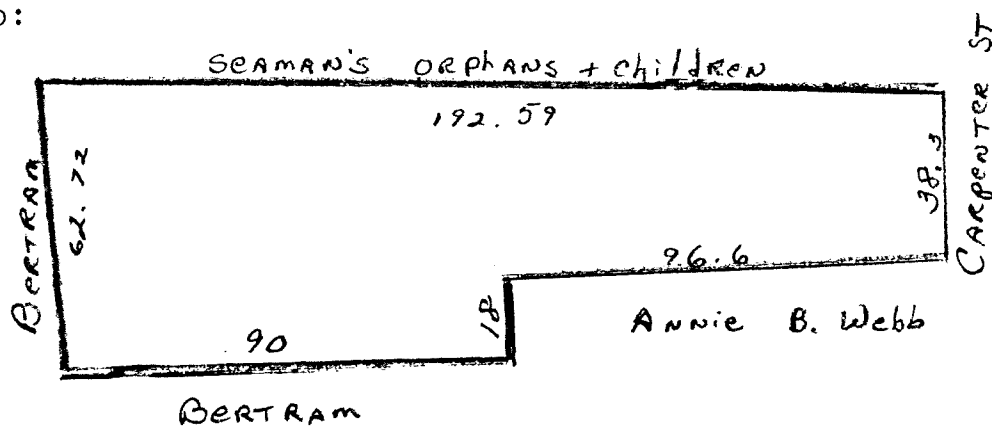 o:
SEAMAN'S ORPHANS + ChildREN
192.59
CARPENTER ST
BERTRAM
62.72
38.3
96.6
18
Annie B. Webb
90
BERTRAM